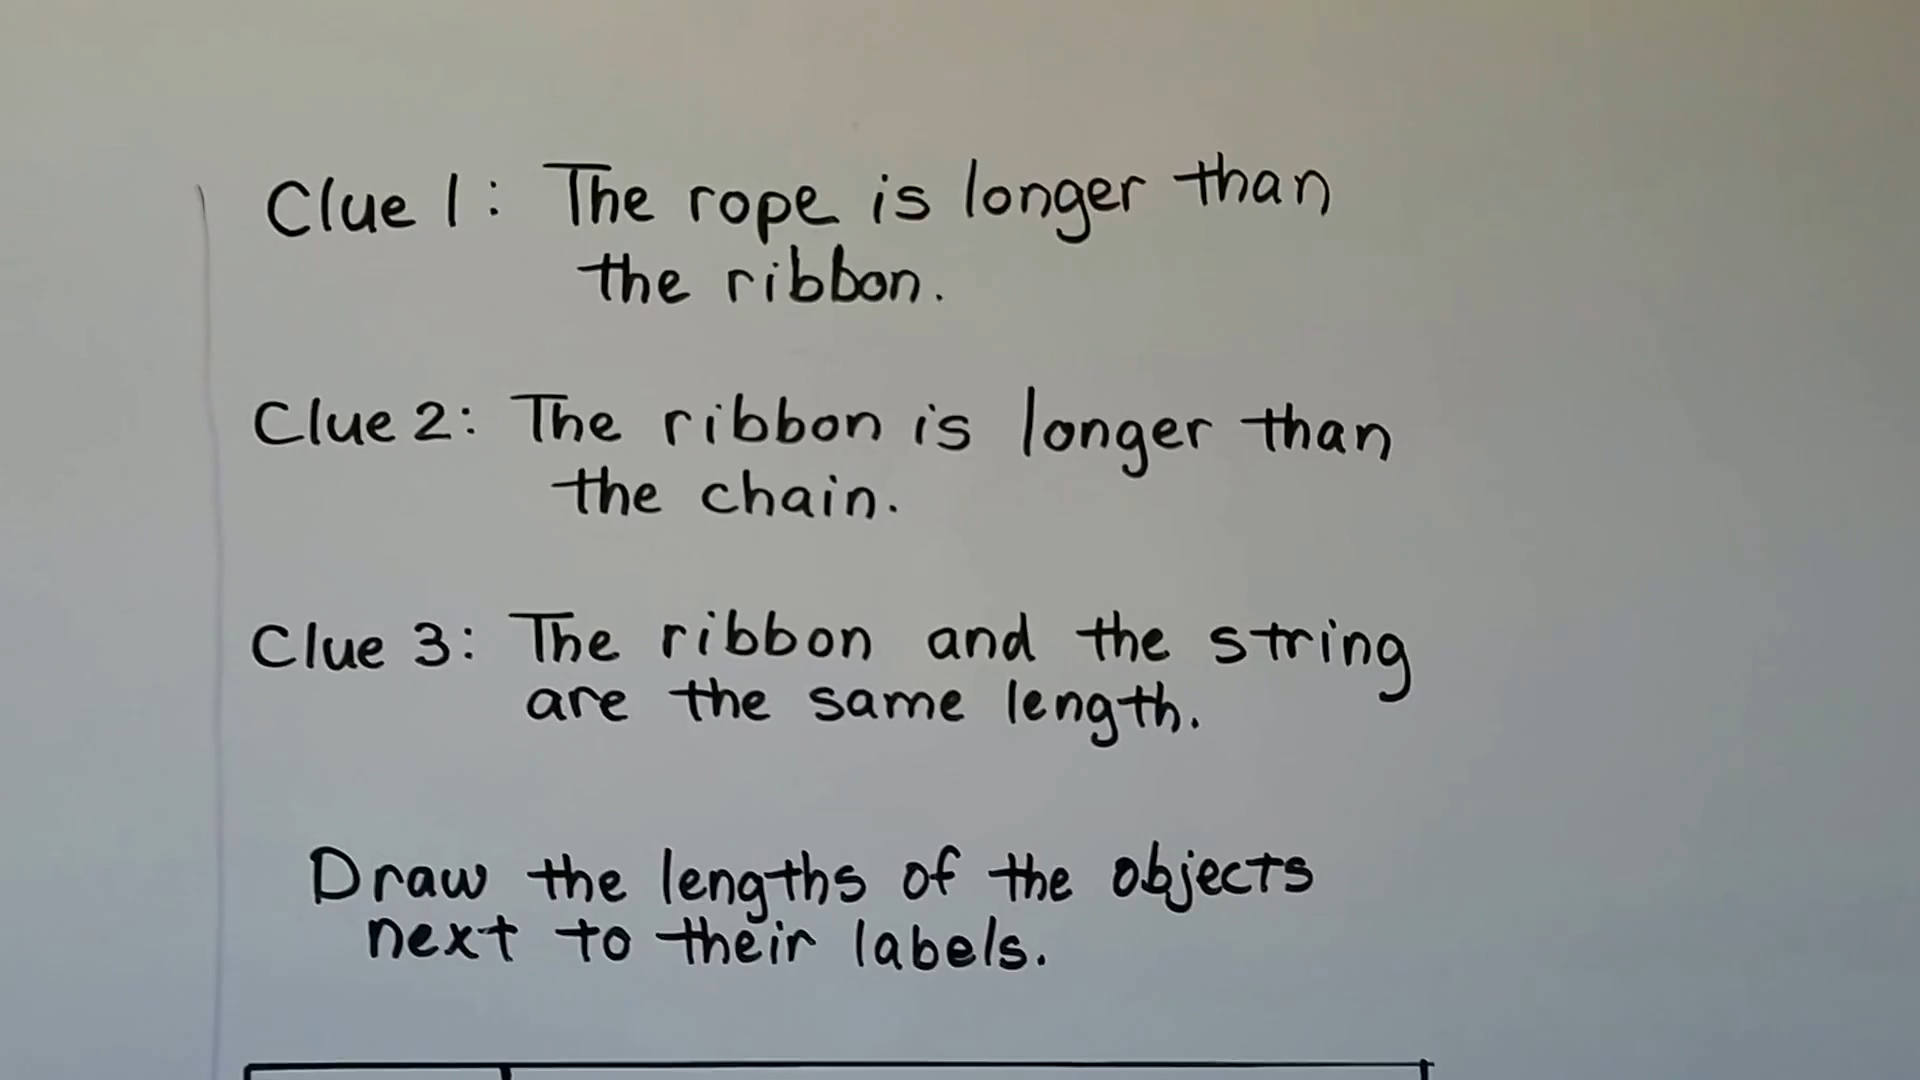 Clue 1: The rope is longer than
the ribbon.
Clue 2: The ribbon is longer than
the chain.
Clue 3: The ribbon and the string
are the same length.
Draw the lengths of the objects
next to their labels.